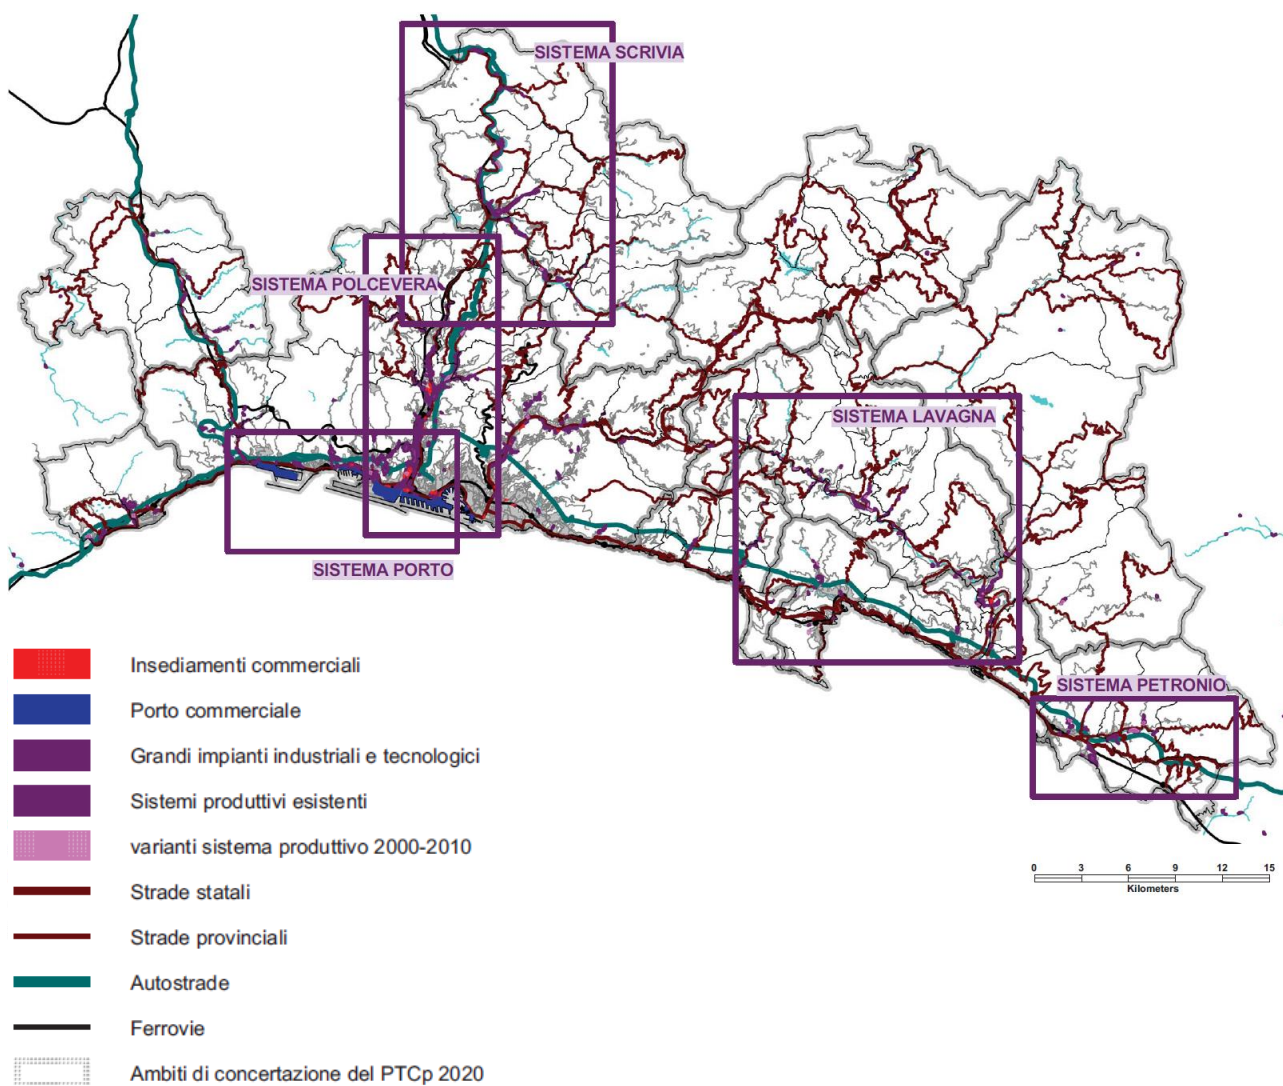 SISTEMA SCRIVIA
SISTEMA POLCEVERA
SISTEMA LAVAGNA
SISTEMA PORTO
SISTEMA PETRONIO
Insediamenti commerciali
Porto commerciale
Grandi impianti industriali e tecnologici
Sistemi produttivi esistenti
varianti sistema produttivo 2000-2010
Strade statali
Strade provinciali
Autostrade
Ferrovie
Ambiti di concertazione del PTCp 2020
0 3 6 9 12 15
Kilometers